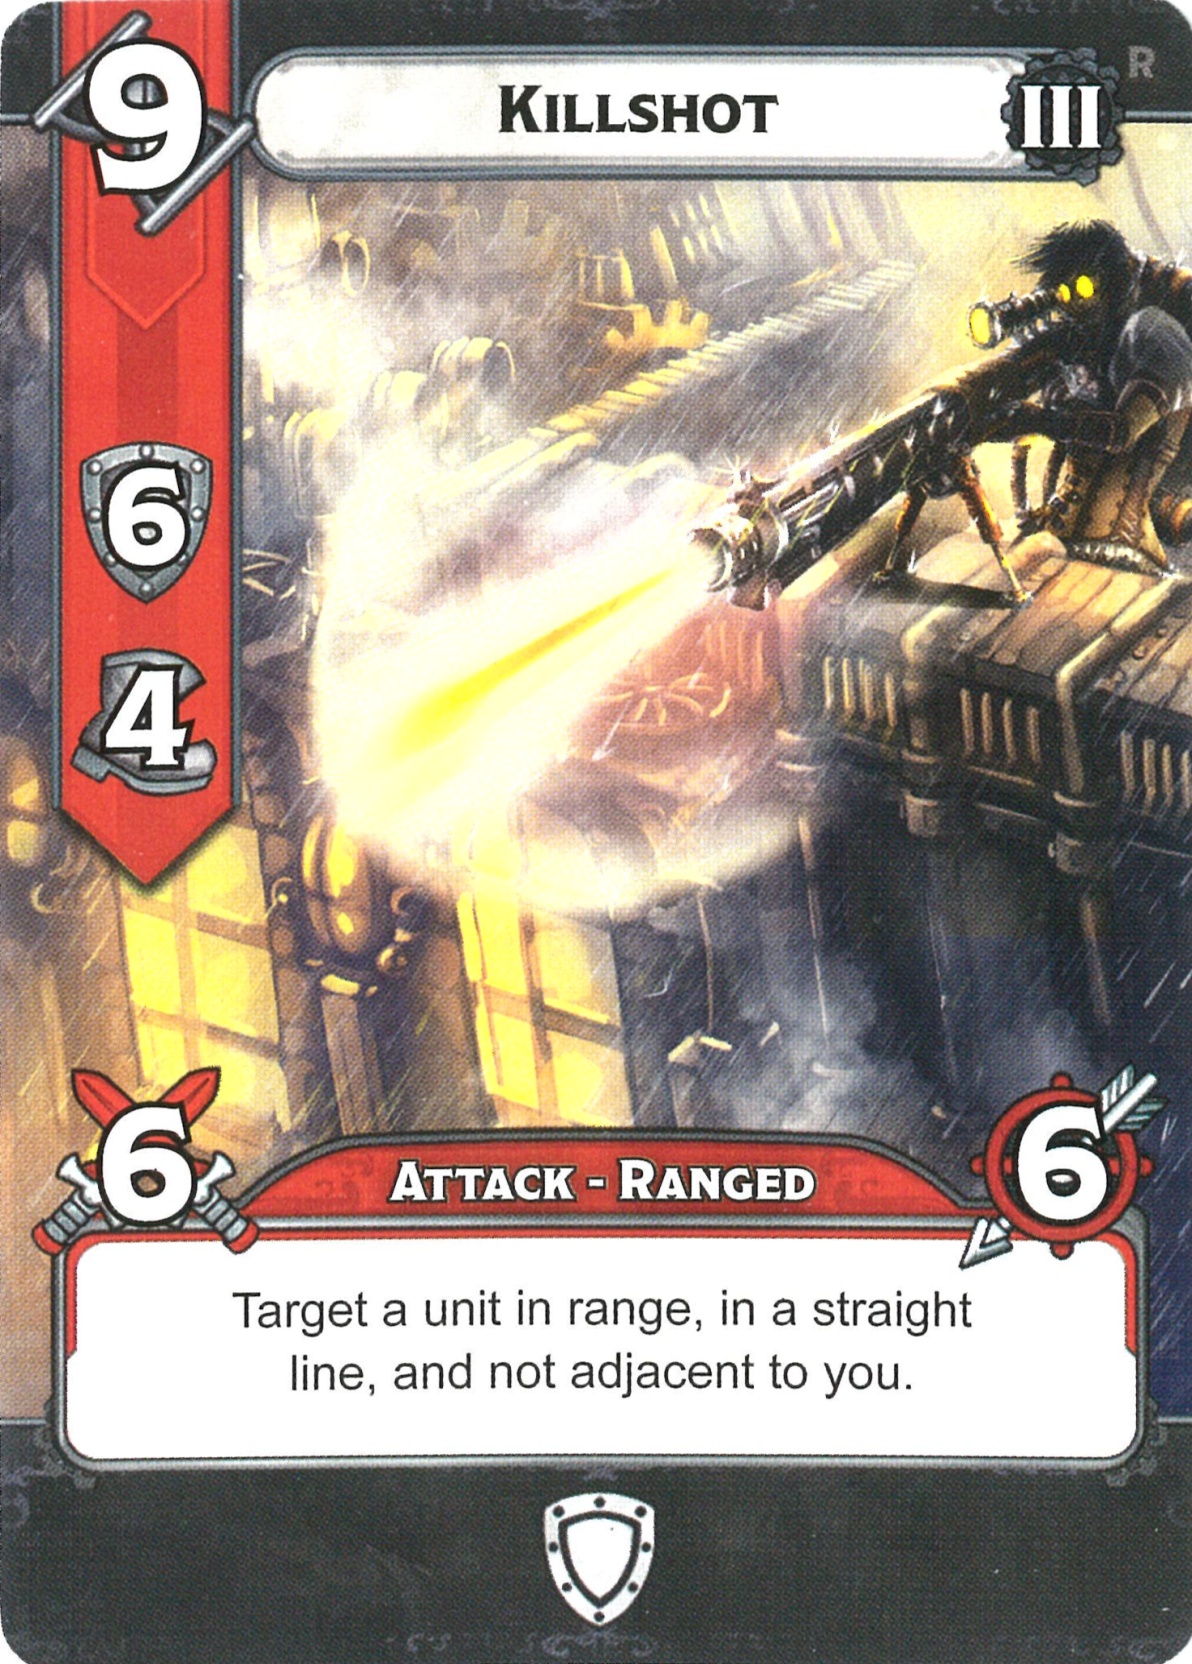 9
KILLSHOT
III
R
6
4
6
ATTACK - RANGED
6
Target a unit in range, in a straight
line, and not adjacent to you.